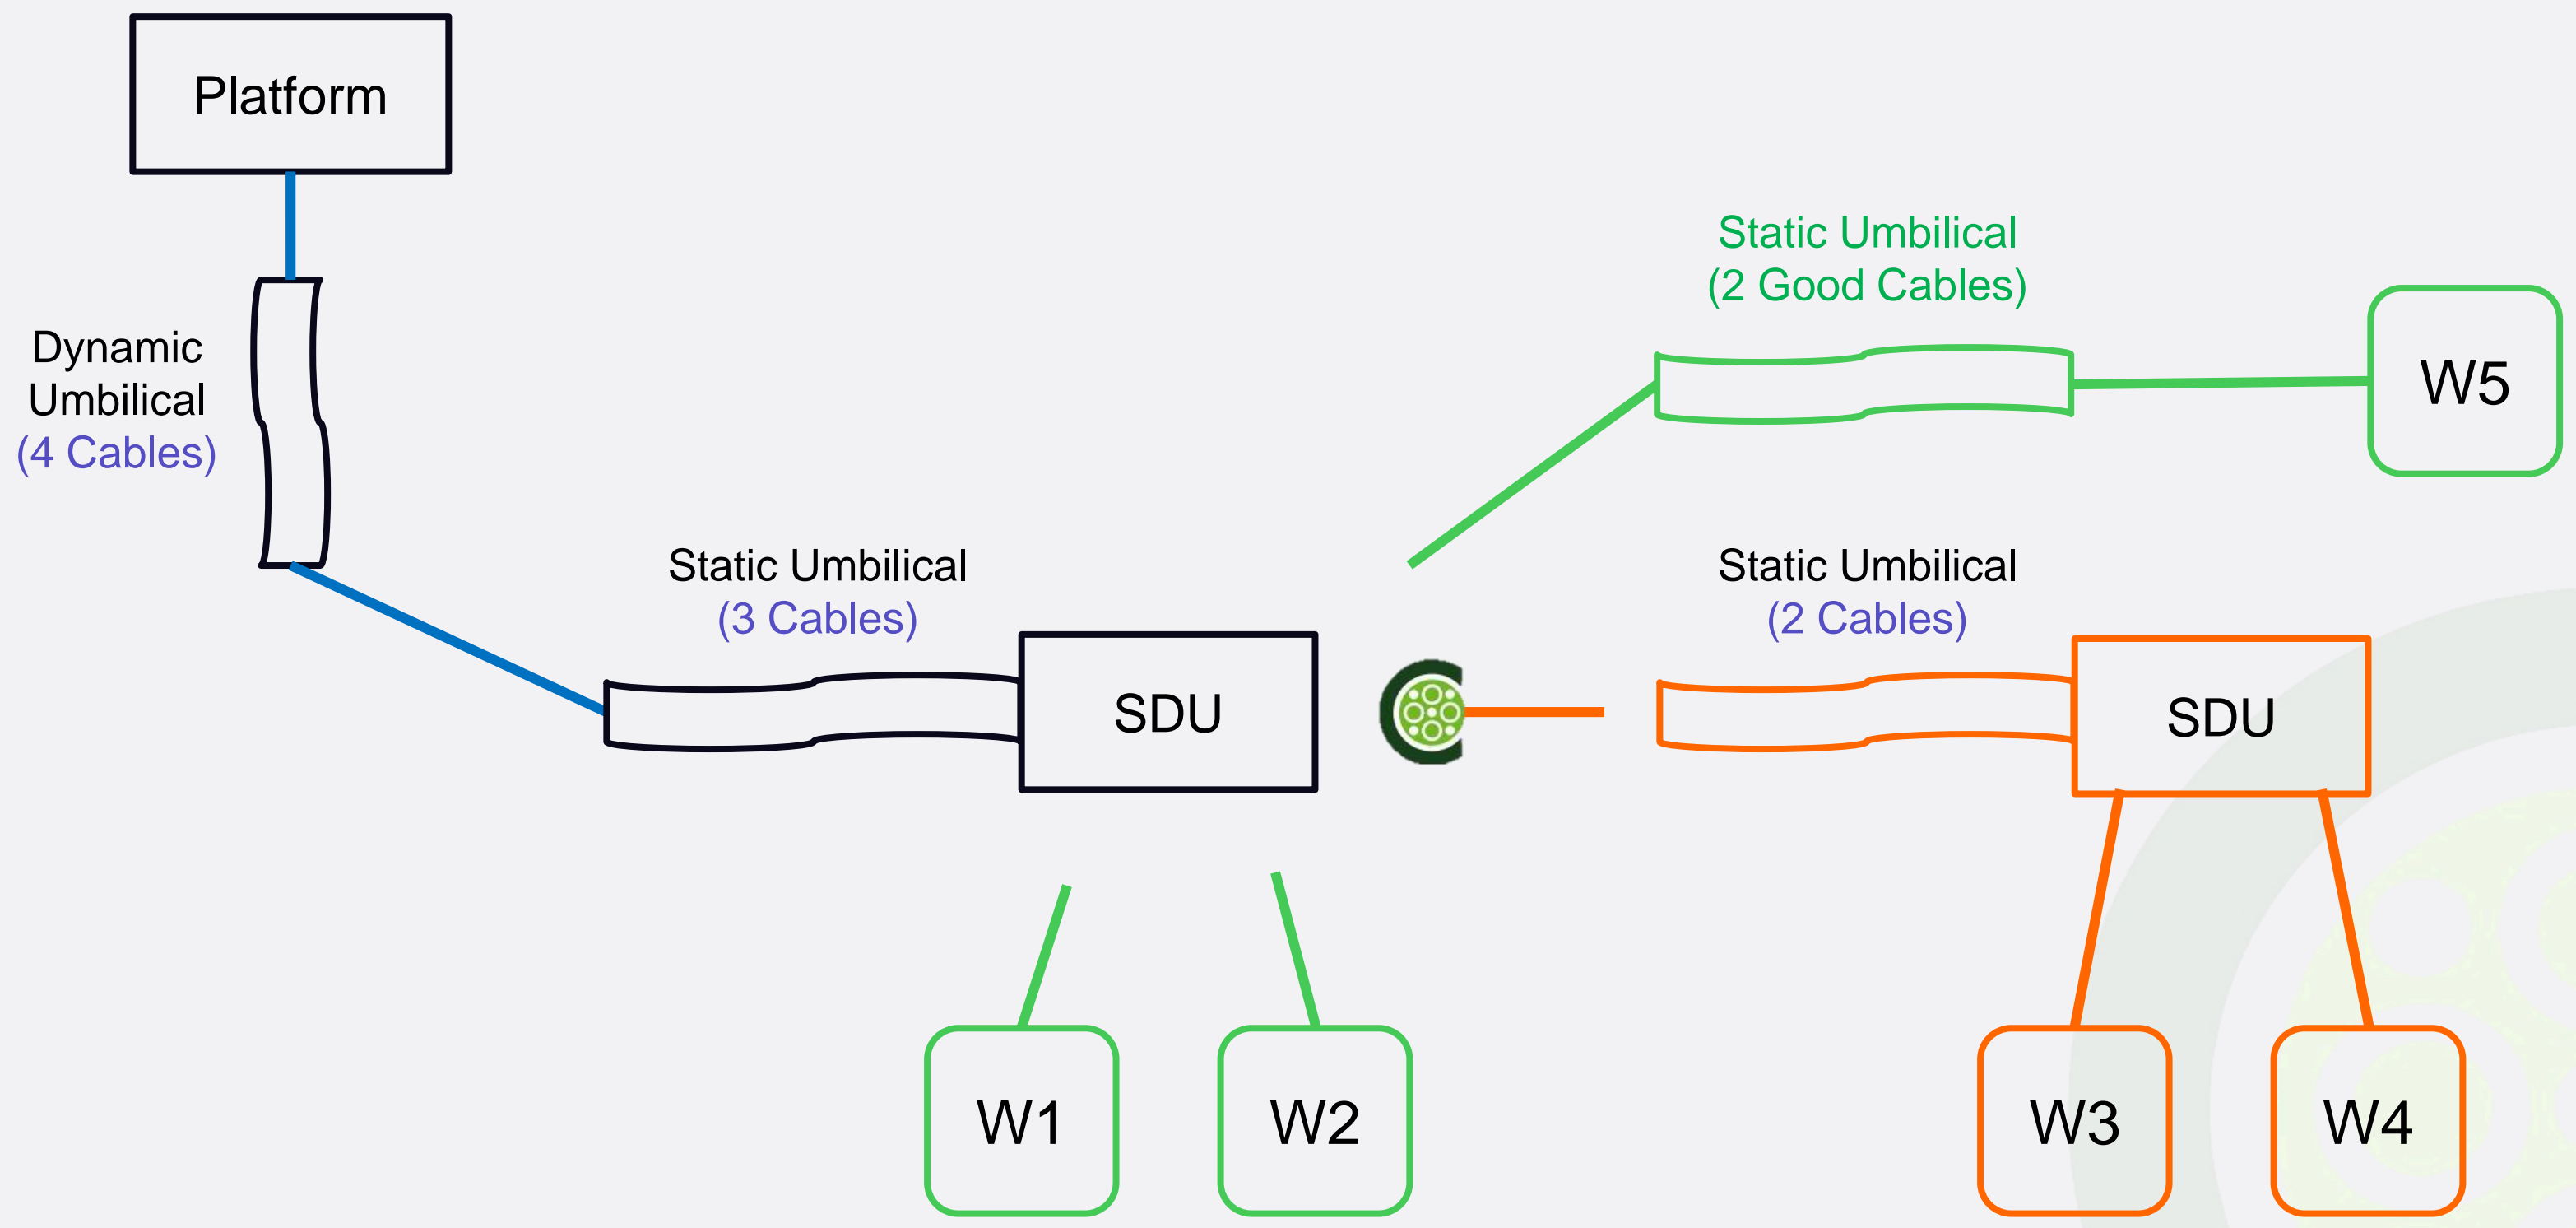 Platform
Dynamic
Umbilical
(4 Cables)
Static Umbilical
(3 Cables)
SDU
Static Umbilical
(2 Good Cables)
W5
Static Umbilical
(2 Cables)
SDU
W1
W2
W3
W4